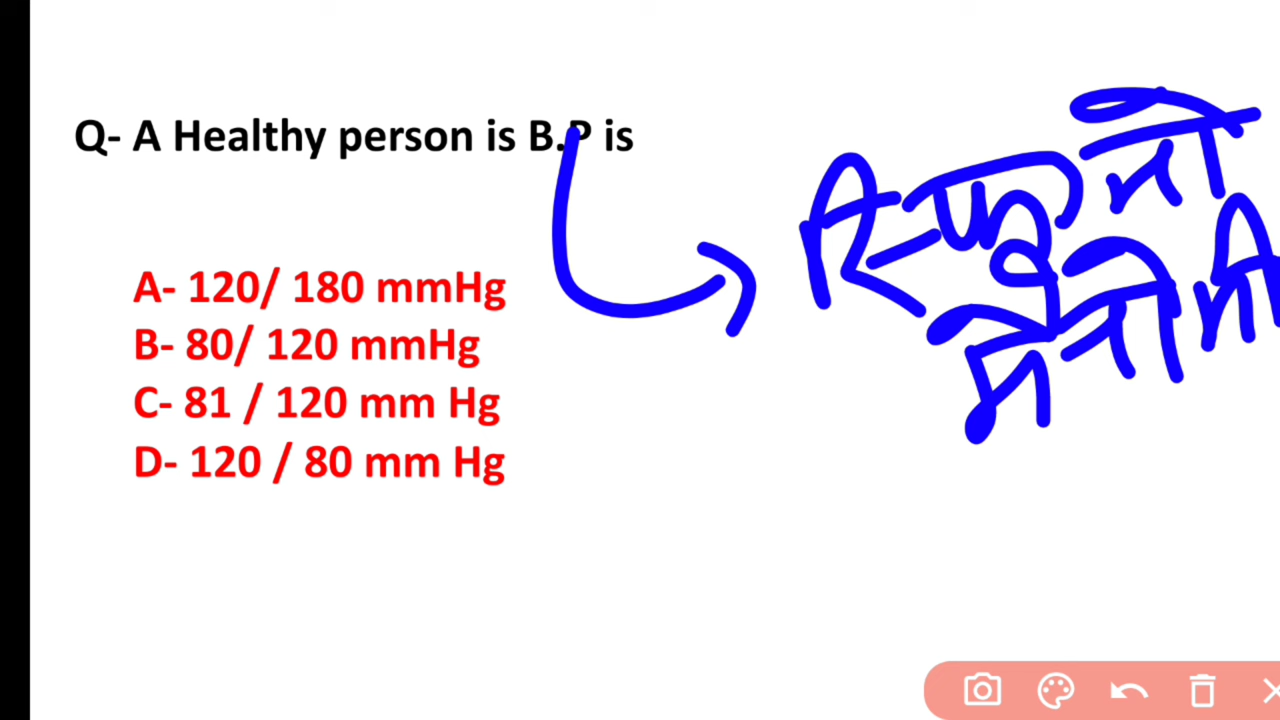 Q- A Healthy person is B.P is
A- 120/ 180 mmHg
B- 80/ 120 mmHg
C- 81 / 120 mm Hg
D- 120 / 80 mm Hg